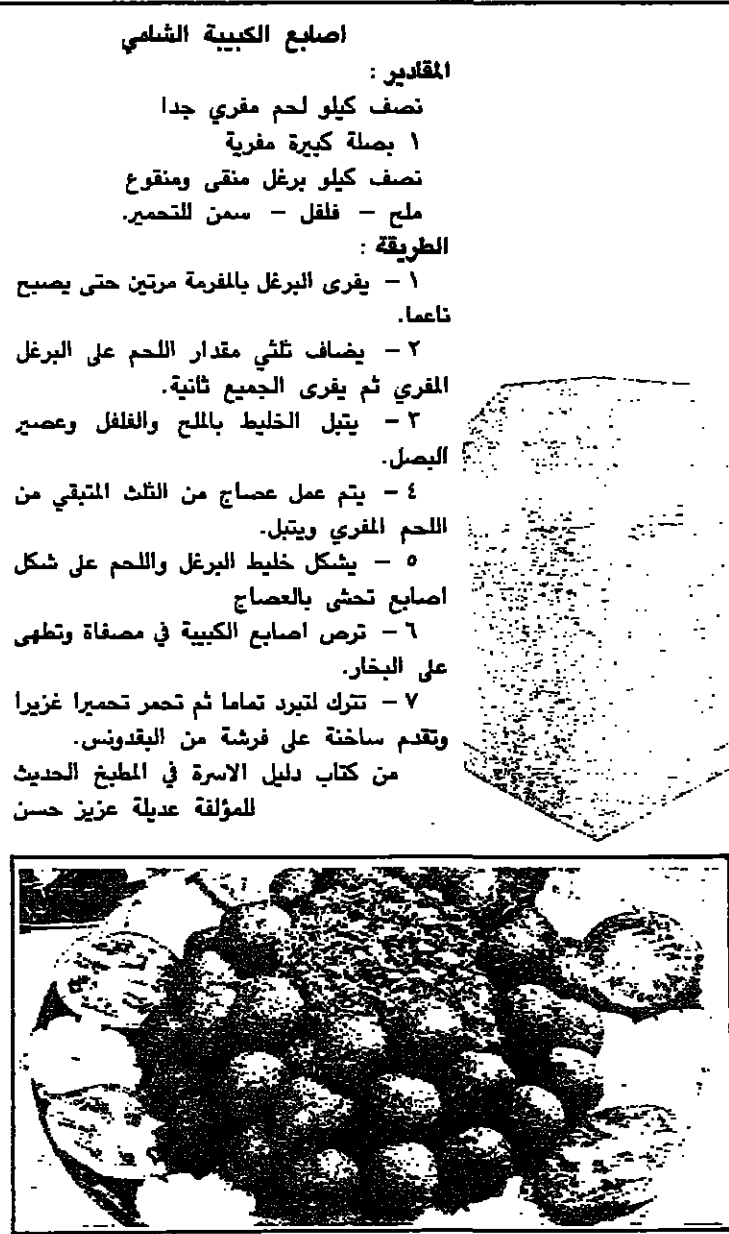 اصابع الكبيبة الشامي
المقادير :
نصف كيلو لحم مفري جدا
١ بصلة كبيرة مفرية
نصف كيلو برغل منقى ومنقوع
ملح – فلفل – سمن للتحمير.
الطريقة :
١ – يفرى البرغل بالمفرمة مرتين حتى يصبح
ناعما.
٢ – يضاف ثلثي مقدار اللحم على البرغل
المفري ثم يفرى الجميع ثانية.
٣ – يتبل الخليط بالملح والفلفل وعصير
البصل.
٤ – يتم عمل عصاج من الثلث المتبقي من
اللحم المفري ويتبل.
٥ – يشكل خليط البرغل واللحم على شكل
اصابع تحشى بالعصاج
٦ – ترص اصابع الكبيبة في مصفاة وتطهى
على البخار.
٧ – تترك لتبرد تماما ثم تحمر تحميرا غزيرا
وتقدم ساخنة على فرشة من البقدونس.
من كتاب دليل الاسرة في المطبخ الحديث
للمؤلفة عديلة عزيز حسن